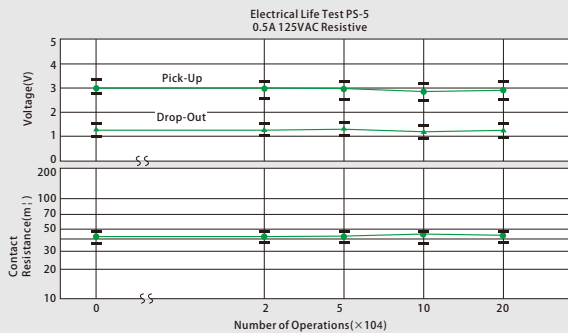 Electrical Life Test PS-5
0.5A 125VAC Resistive
5
4
3
2
1
0
Voltage(V)
Pick-Up
Drop-Out
200
100
70
50
30
20
10
Contact
Resistance(m¦)
0
2
5
10
20
Number of Operations(×104)